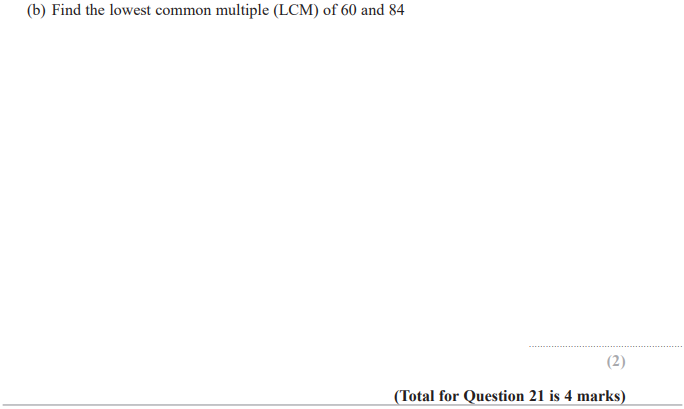 (b) Find the lowest common multiple (LCM) of 60 and 84
(2)
(Total for Question 21 is 4 marks)